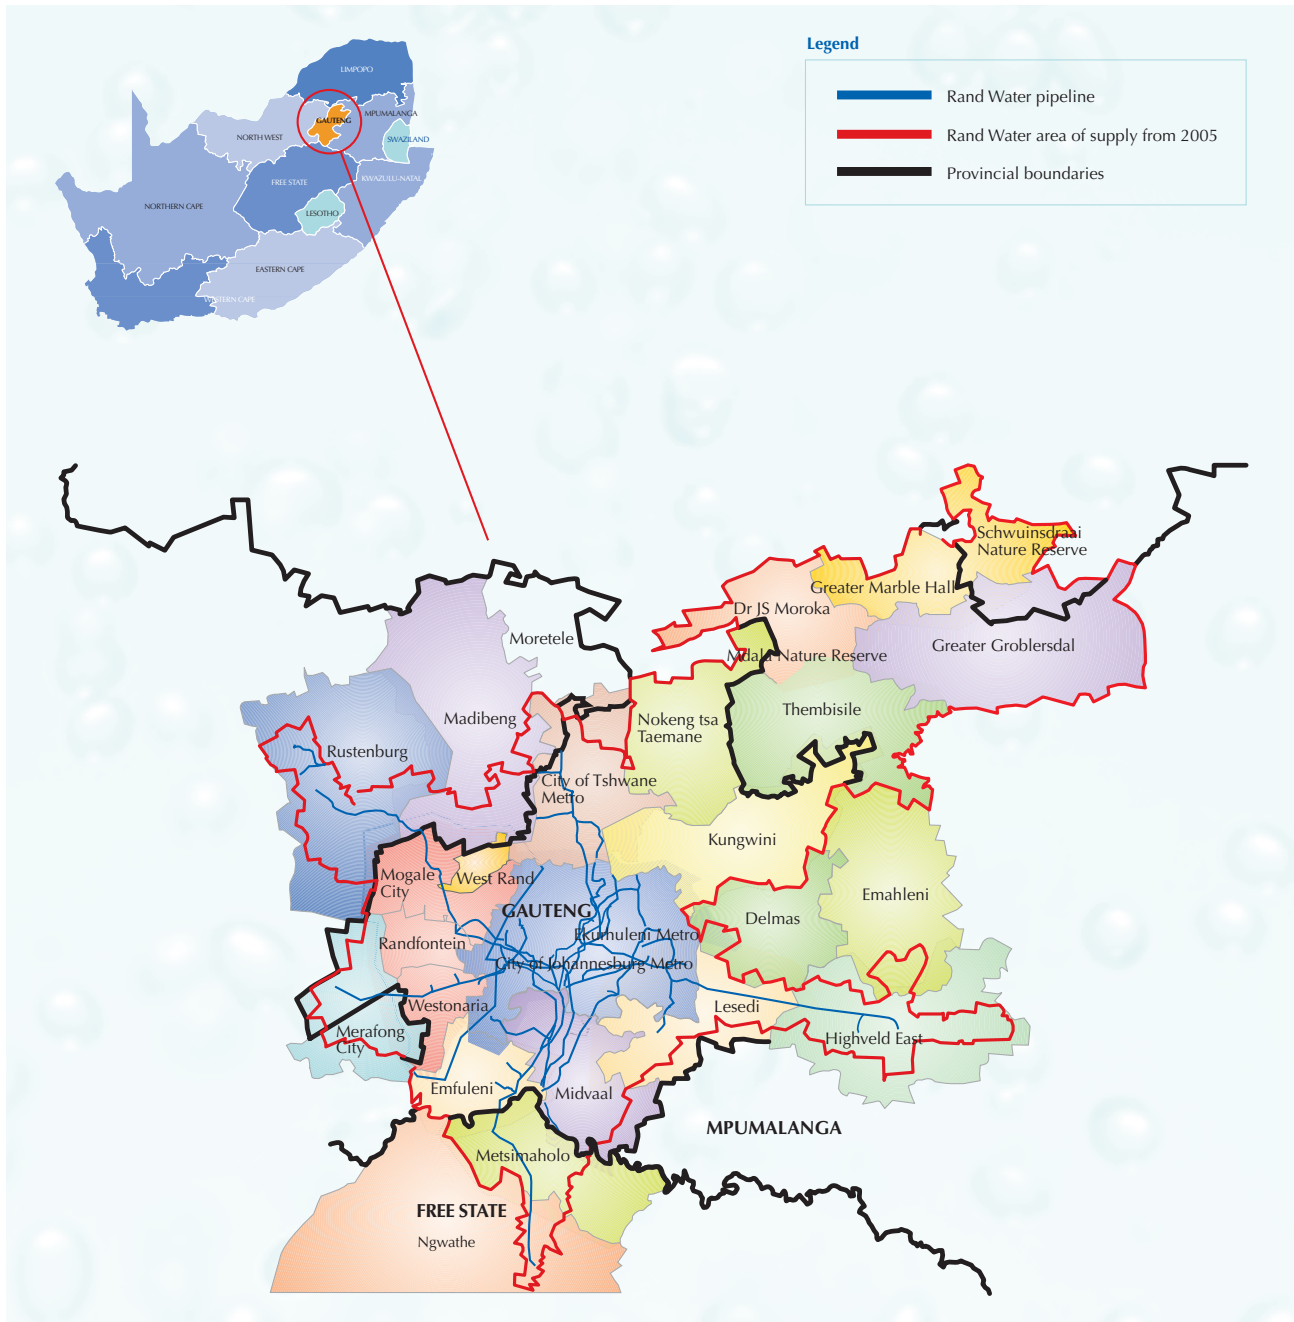 Legend
Rand Water pipeline
Rand Water area of supply from 2005
Provincial boundaries
LIMPOPO
GAUTENG
MPUMALANGA
NORTH WEST
SWAZILAND
FREE STATE
KWAZULU-NATAL
NORTHERN CAPE
LESOTHO
EASTERN CAPE
WESTERN CAPE
Schwuinsdraai
Nature Reserve
Greater Marble Hall
Dr JS Moroka
Moretele
Greater Groblersdal
Mdala Nature Reserve
Thembisile
Madibeng
Nokeng tsa
Taemane
Rustenburg
City of Tshwane
Metro
Kungwini
Mogale
City
West Rand
Emahleni
GAUTENG
Delmas
Ekurhuleni Metro
Randfontein
City of Johannesburg Metro
Westonaria
Lesedi
Merafong
City
Highveld East
Emfuleni
Midvaal
MPUMALANGA
Metsimaholo
FREE STATE
Ngwathe